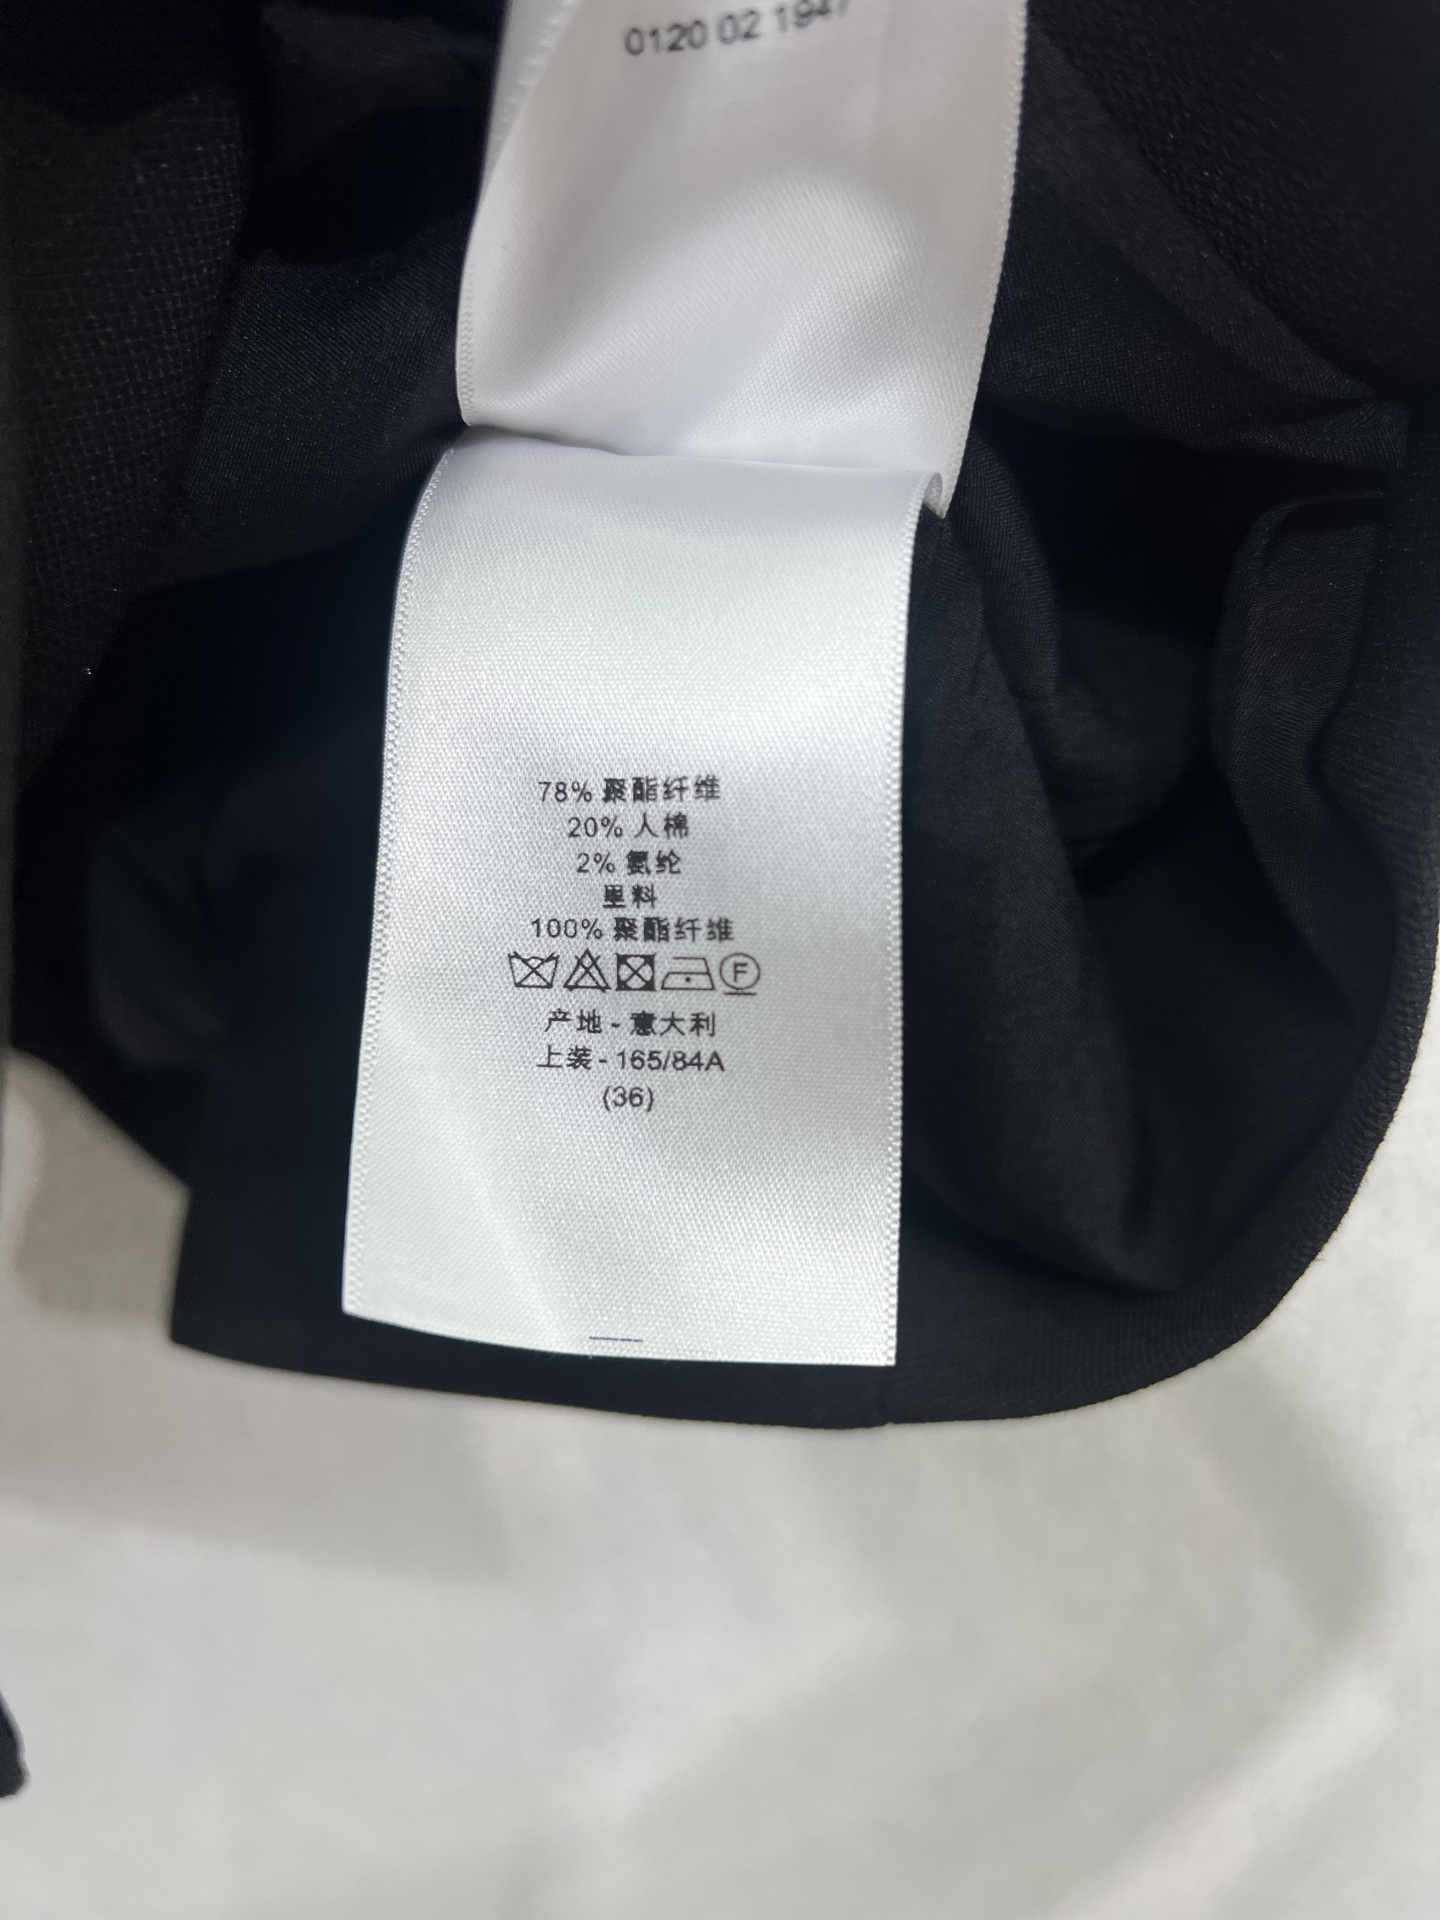 0120 02 1947
78% 聚酯纤维
20% 人棉
2% 氨纶
里料
100% 聚酯纤维
F
产地 - 意大利
上装 - 165/84A
(36)